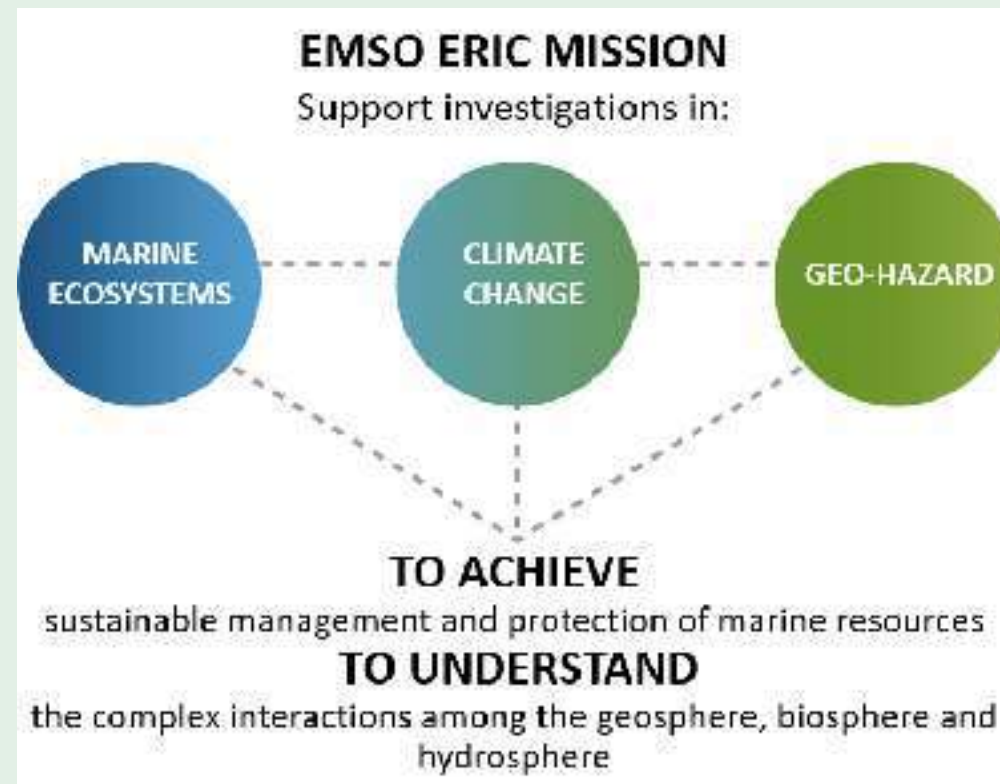 EMSO ERIC MISSION
Support investigations in:
MARINE
ECOSYSTEMS
CLIMATE
CHANGE
GEO-HAZARD
TO ACHIEVE
sustainable management and protection of marine resources
TO UNDERSTAND
the complex interactions among the geosphere, biosphere and
hydrosphere